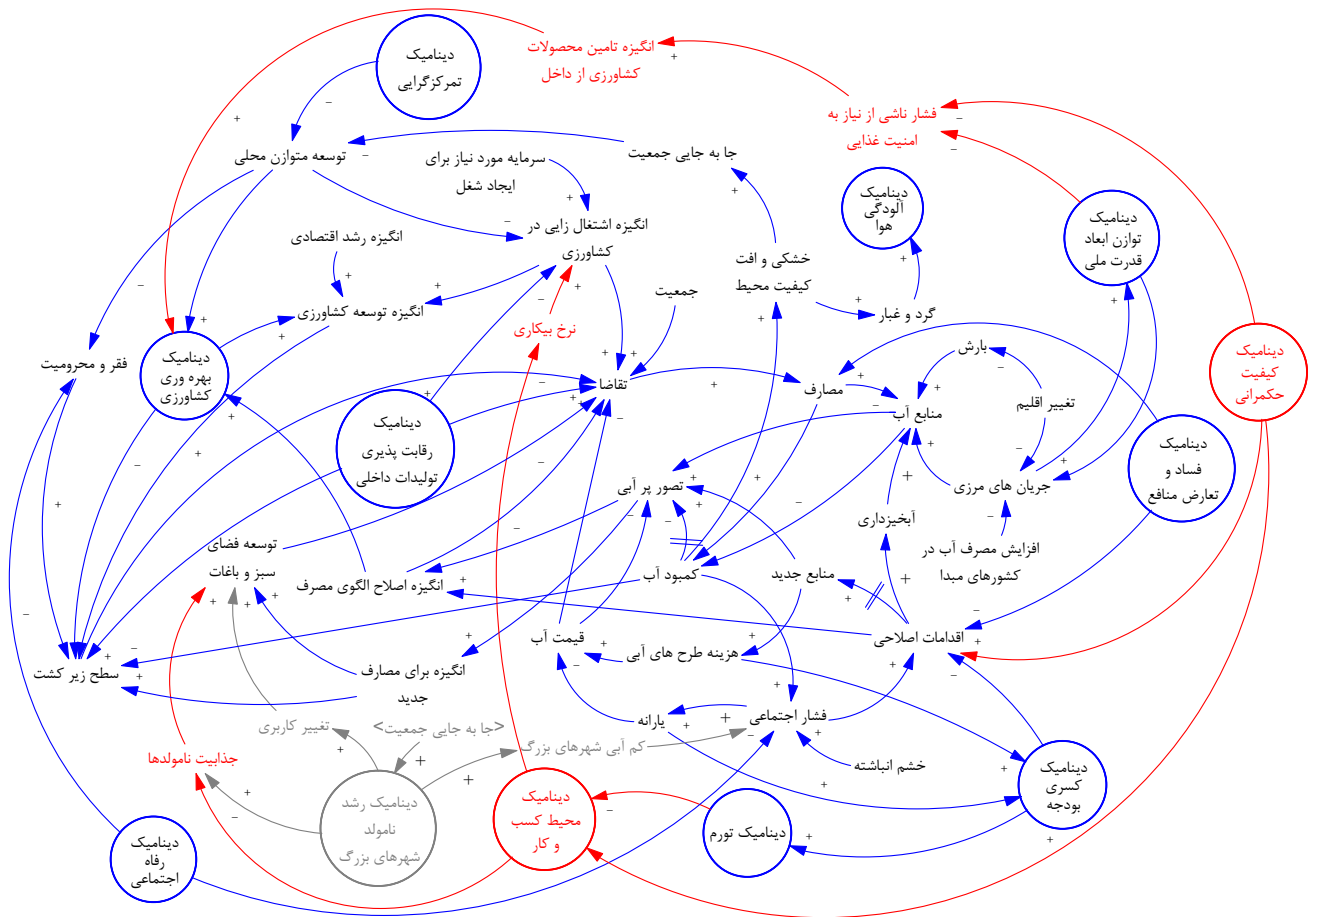 انگیزه تامین محصولات
کشاورزی از داخل
دینامیک
تمرکزگرایی
فشار ناشی از نیاز به
امنیت غذایی
توسعه متوازن محلی
سرمایه مورد نیاز برای
ایجاد شغل
جا به جایی جمعیت
دینامیک
آلودگی
هوا
دینامیک
توازن ابعاد
قدرت ملی
انگیزه رشد اقتصادی
انگیزه اشتغال زایی در
کشاورزی
خشکی و افت
کیفیت محیط
جمعیت
گرد و غبار
انگیزه توسعه کشاورزی
نرخ بیکاری
بارش
دینامیک
کیفیت
حکمرانی
فقر و محرومیت
دینامیک
بهره وری
کشاورزی
تقاضا
مصارف
منابع آب
تغییر اقلیم
دینامیک
رقابت پذیری
تولیدات داخلی
دینامیک
فساد و
تعارض منافع
تصور پر آبی
جریان های مرزی
آبخیزداری
توسعه فضای
سبز و باغات
انگیزه اصلاح الگوی مصرف
کمبود آب
منابع جدید
افزایش مصرف آب در
کشورهای مبدا
قیمت آب
هزینه طرح های آبی
اقدامات اصلاحی
سطح زیر کشت
انگیزه برای مصارف
جدید
تغییر کاربری
<جا به جایی جمعیت>
یارانه
فشار اجتماعی
کم آبی شهرهای بزرگ
جذابیت نامولدها
خشم انباشته
دینامیک
کسری
بودجه
دینامیک رشد
نامولد
شهرهای بزرگ
دینامیک
محیط کسب
و کار
دینامیک تورم
دینامیک
رفاه
اجتماعی